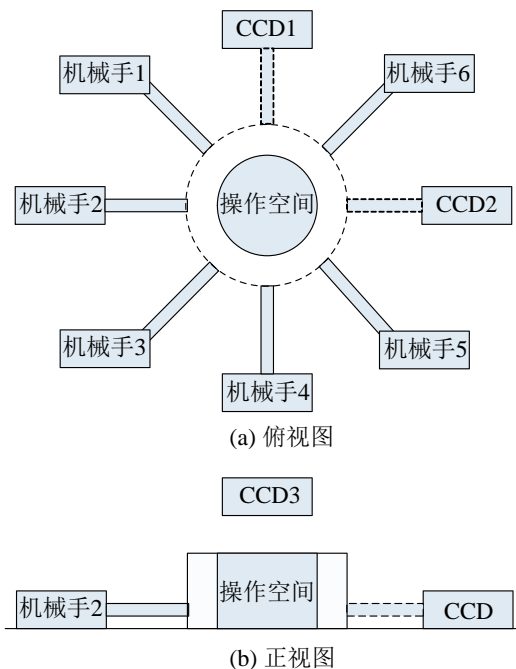 CCD1
机械手1
机械手6
机械手2
操作空间
CCD2
机械手3
机械手5
机械手4
(a) 俯视图
CCD3
机械手2
操作空间
CCD
(b) 正视图